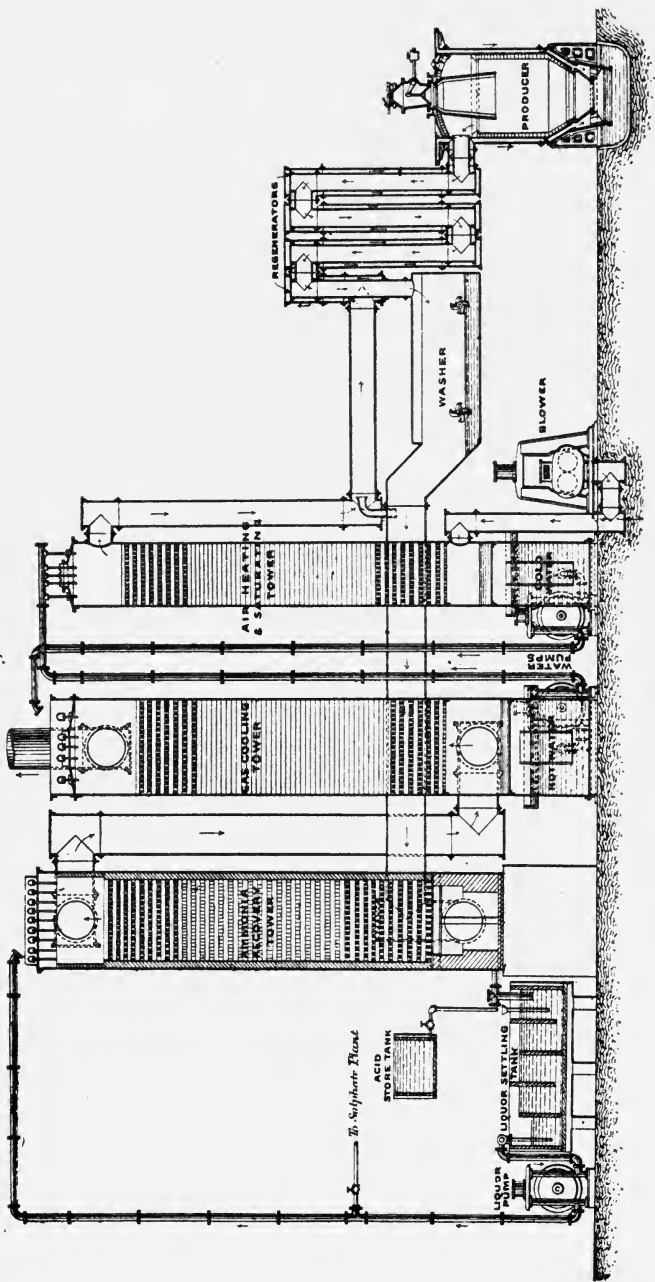 PRODUCER
REGENERATORS
WASHER
BLOWER
AIR HEATING
& SATURATING
TOWER
COLD
WATER
WATER
PUMPS
GAS COOLING
TOWER
HOT WATER
AMMONIA
RECOVERY
TOWER
ACID
STORE TANK
LIQUOR SETTLING
TANK
To Sulphate Plant
LIQUOR
PUMP